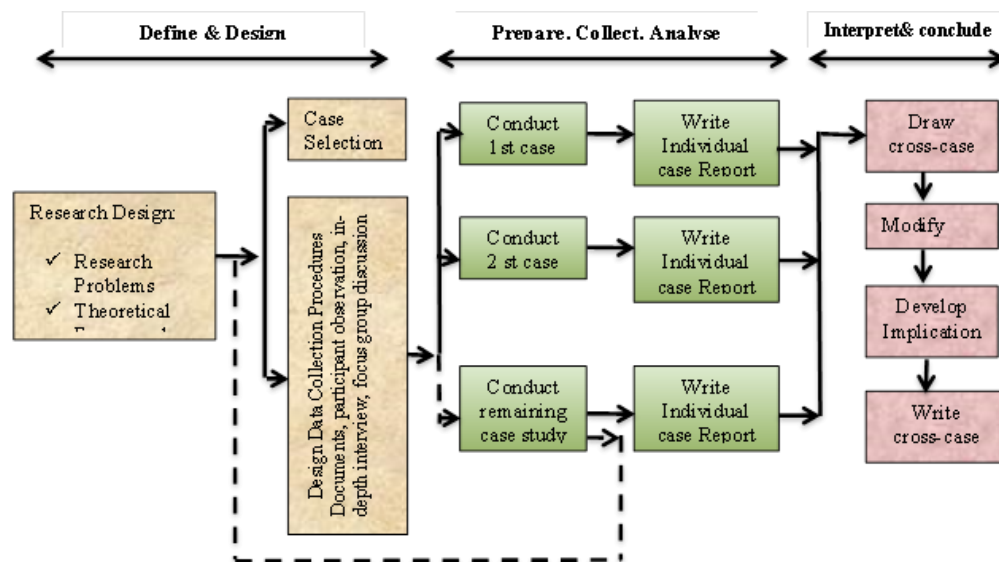 Define & Design
Prepare. Collect. Analyse
Interpret& conclude
Research Design:
✓ Research
Problems
✓ Theoretical
Case
Selection
Design Data Collection Procedures
Documents, participant observation, in-
depth interview, focus group discussion
Conduct
1st case
Write
Individual
case Report
Conduct
2 st case
Write
Individual
case Report
Conduct
remaining
case study
Write
Individual
case Report
Draw
cross-case
Modify
Develop
Implication
Write
cross-case